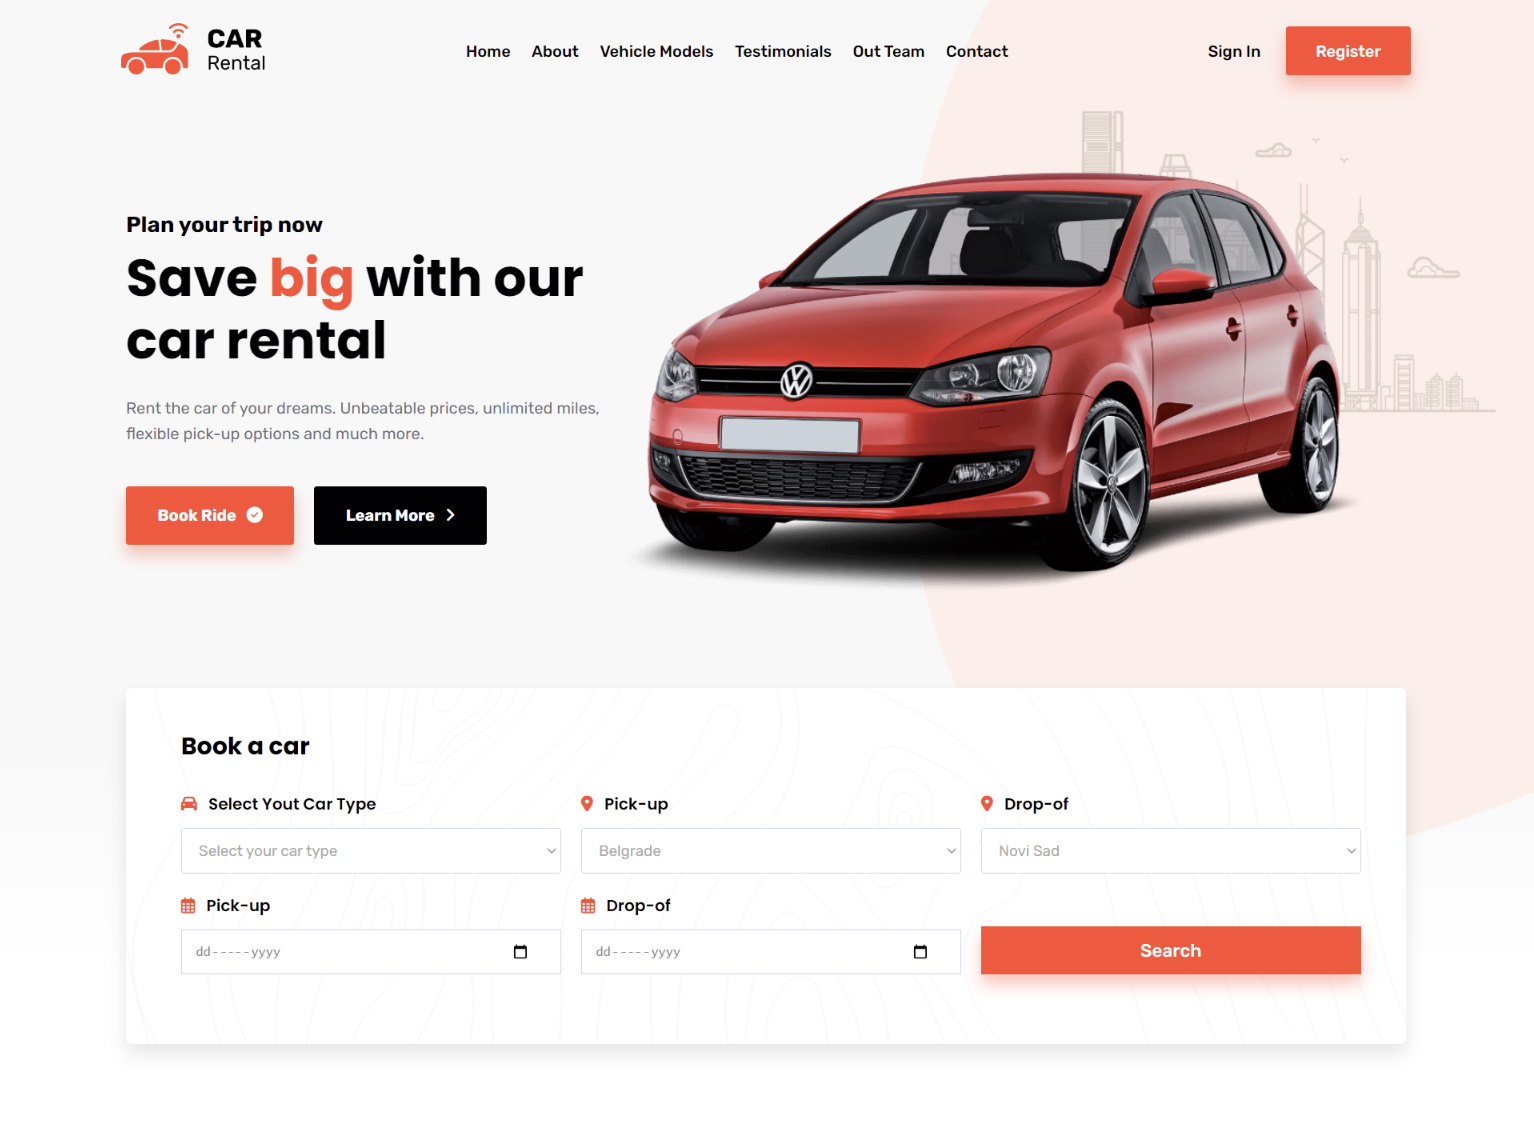 CAR
Rental
Home About Vehicle Models Testimonials Out Team Contact
Sign In Register
Plan your trip now
Save big with our
car rental
Rent the car of your dreams. Unbeatable prices, unlimited miles,
flexible pick-up options and much more.
Book Ride Learn More
Book a car
Select Yout Car Type Pick-up Drop-of
Select your car type Belgrade Novi Sad
Pick-up Drop-of
dd-----yyyy dd-----yyyy Search